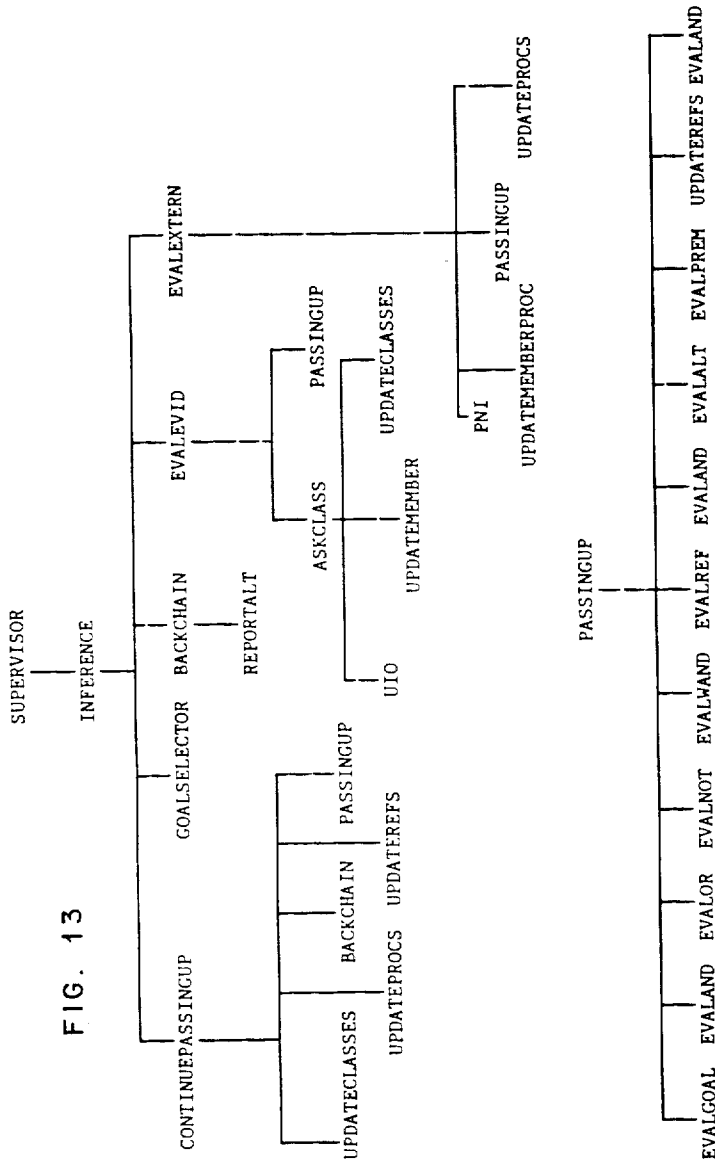 FIG. 13
SUPERVISOR
INFERENCE
CONTINUEPASSINGUP GOALSELECTOR BACKCHAIN EVALEVID EVALEXTERN
REPORTALT
UPDATECLASSES BACKCHAIN PASSINGUP
UPDATEPROCS UPDATEREFS
ASKCLASS PASSINGUP
UIO UPDATECLASSES
UPDATEMEMBER
PNI PASSINGUP UPDATEPROCS
UPDATEMEMBERPROC
PASSINGUP
EVALGOAL EVALAND EVALOR EVALNOT EVALWAND EVALREF EVALAND EVALALT EVALPREM UPDATEREFS EVALAND